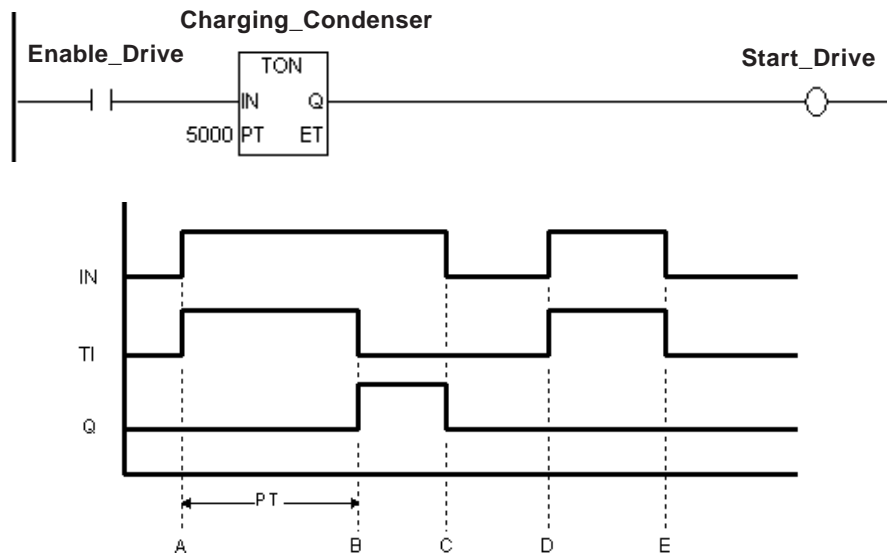 Charging_Condenser
Enable_Drive
Start_Drive
TON
IN Q
5000 PT ET
IN
TI
Q
PT
A B C D E